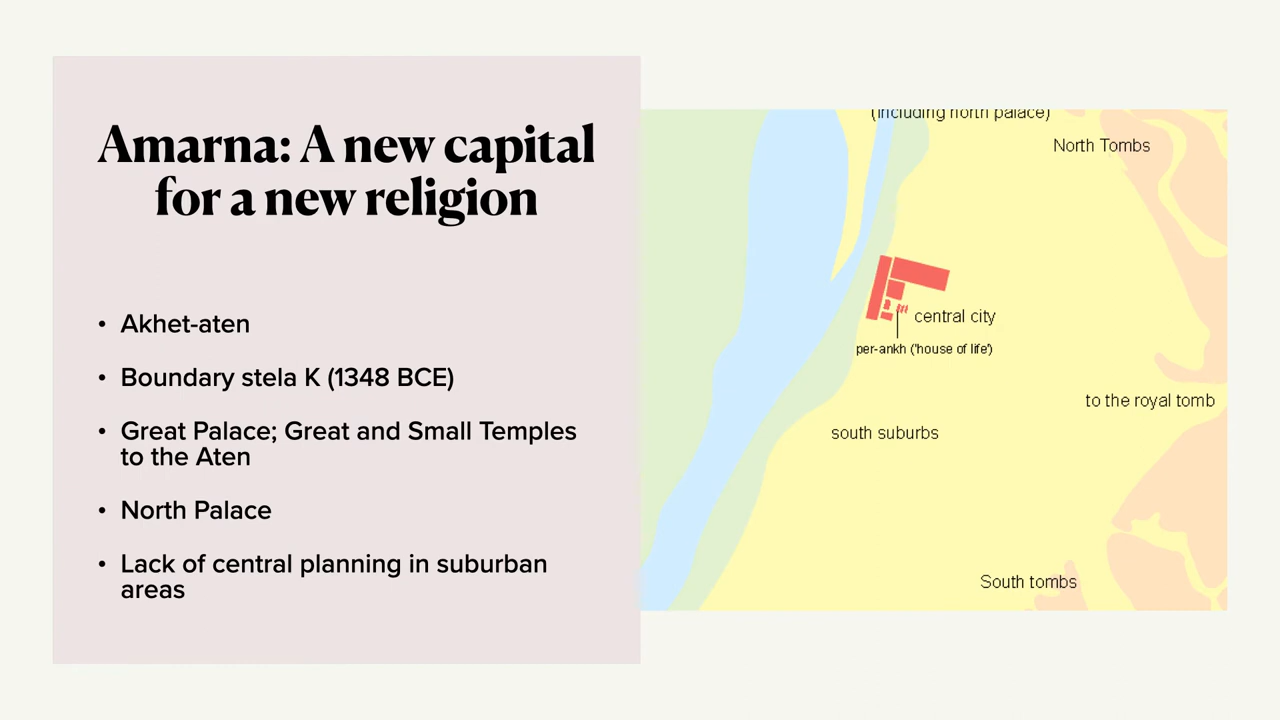 Amarna: A new capital
for a new religion
• Akhet-aten
• Boundary stela K (1348 BCE)
• Great Palace; Great and Small Temples
to the Aten
• North Palace
• Lack of central planning in suburban
areas
(including north palace)
North Tombs
central city
per-ankh ('house of life')
to the royal tomb
south suburbs
South tombs